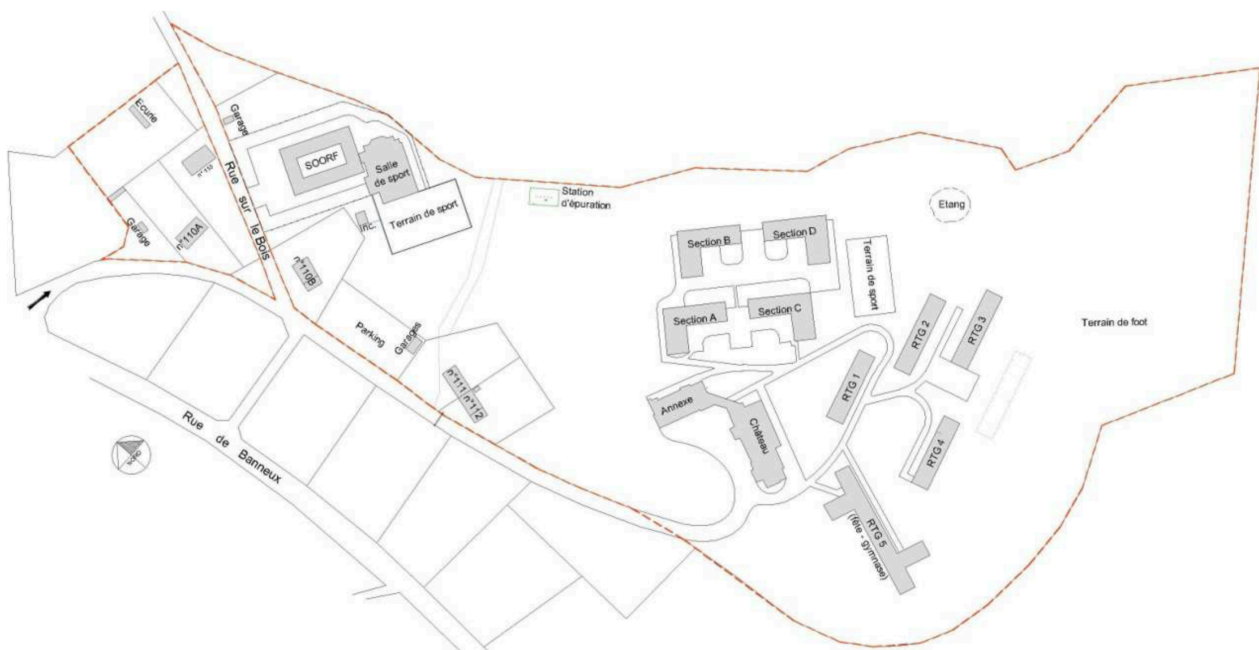 Ecurie
Garage
n°113
Rue sur le Bois
SOORF
Salle
de sport
Terrain de sport
Inc.
Garage
n°110A
n°110B
Station
d'épuration
Etang
Section B
Section D
Terrain de sport
Section A
Section C
RTG 2
RTG 3
Terrain de foot
Parking
Garages
n°111
n°112
RTG 1
Annexe
Château
RTG 4
RTG 5
(fête - gymnase)
Rue de Banneux
NORD